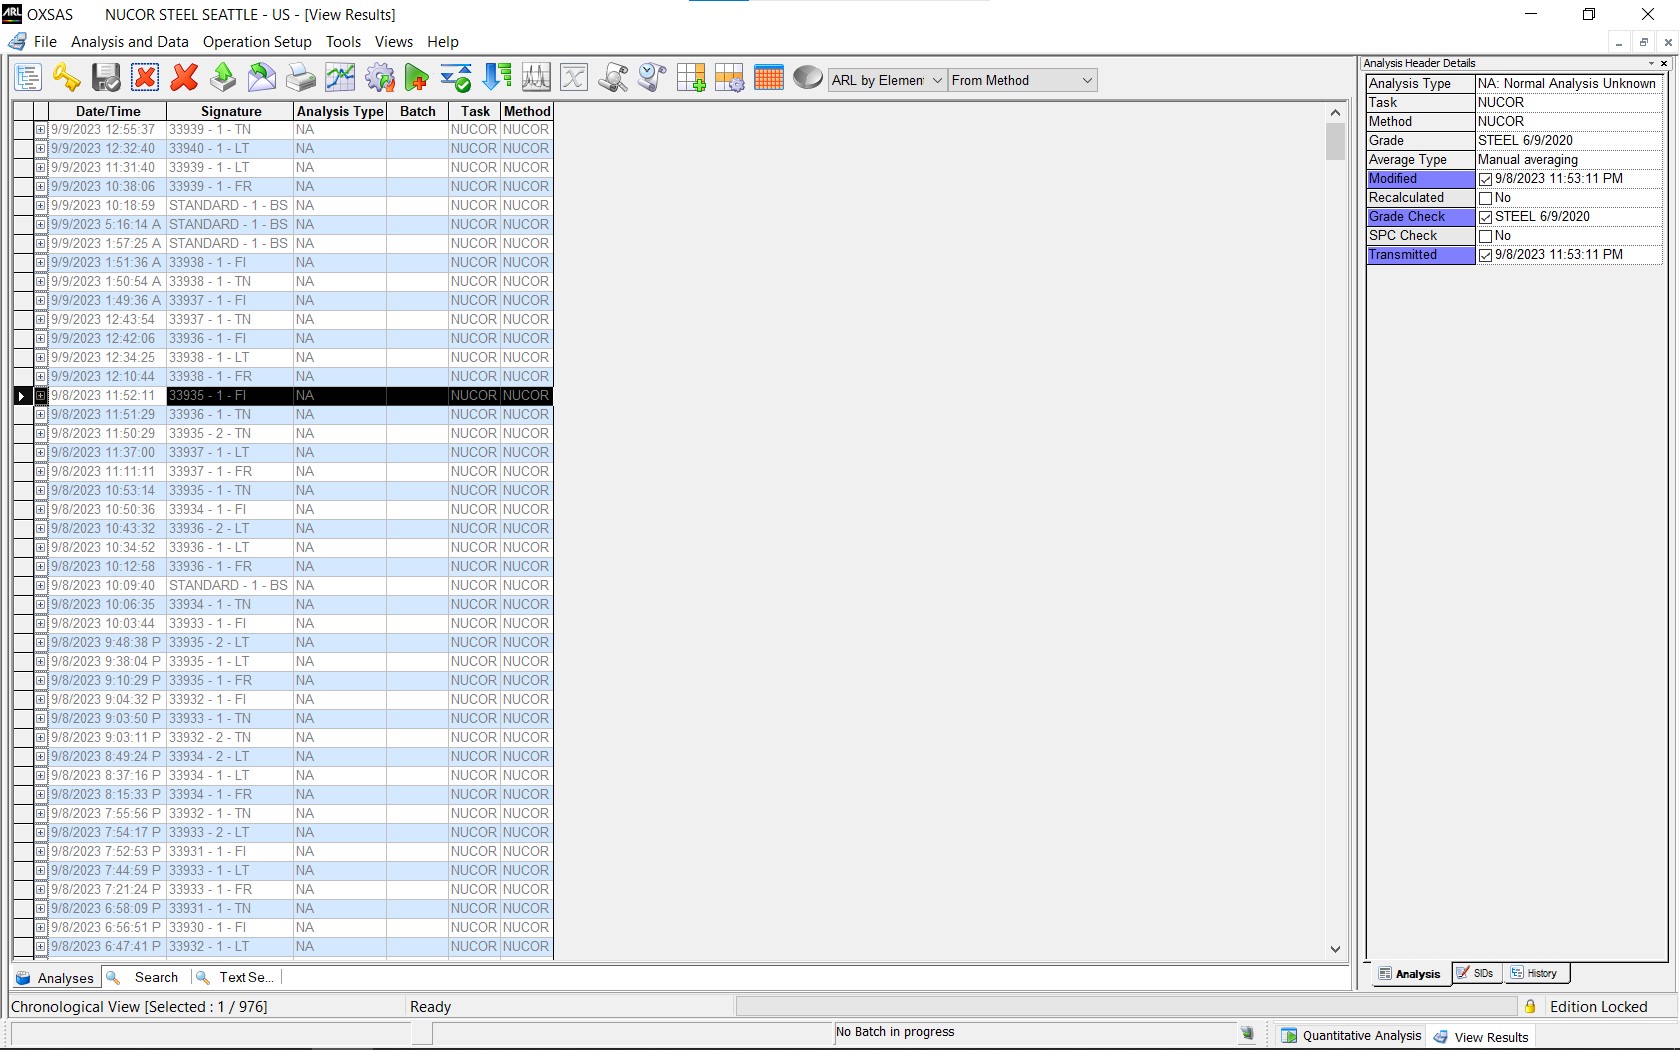 ARL OXSAS NUCOR STEEL SEATTLE - US - [View Results]
File Analysis and Data Operation Setup Tools Views Help
ARL by Element From Method
Date/Time Signature Analysis Type Batch Task Method
9/9/2023 12:55:37 33939 - 1 - TN NA NUCOR NUCOR
9/9/2023 12:32:40 33940 - 1 - LT NA NUCOR NUCOR
9/9/2023 11:31:40 33939 - 1 - LT NA NUCOR NUCOR
9/9/2023 10:38:06 33939 - 1 - FR NA NUCOR NUCOR
9/9/2023 10:18:59 STANDARD - 1 - BS NA NUCOR NUCOR
9/9/2023 5:16:14 A STANDARD - 1 - BS NA NUCOR NUCOR
9/9/2023 1:57:25 A STANDARD - 1 - BS NA NUCOR NUCOR
9/9/2023 1:51:36 A 33938 - 1 - FI NA NUCOR NUCOR
9/9/2023 1:50:54 A 33938 - 1 - TN NA NUCOR NUCOR
9/9/2023 1:49:36 A 33937 - 1 - FI NA NUCOR NUCOR
9/9/2023 12:43:54 33937 - 1 - TN NA NUCOR NUCOR
9/9/2023 12:42:06 33936 - 1 - FI NA NUCOR NUCOR
9/9/2023 12:34:25 33938 - 1 - LT NA NUCOR NUCOR
9/9/2023 12:10:44 33938 - 1 - FR NA NUCOR NUCOR
9/8/2023 11:52:11 33935 - 1 - FI NA NUCOR NUCOR
9/8/2023 11:51:29 33936 - 1 - TN NA NUCOR NUCOR
9/8/2023 11:50:29 33935 - 2 - TN NA NUCOR NUCOR
9/8/2023 11:37:00 33937 - 1 - LT NA NUCOR NUCOR
9/8/2023 11:11:11 33937 - 1 - FR NA NUCOR NUCOR
9/8/2023 10:53:14 33935 - 1 - TN NA NUCOR NUCOR
9/8/2023 10:50:36 33934 - 1 - FI NA NUCOR NUCOR
9/8/2023 10:43:32 33936 - 2 - LT NA NUCOR NUCOR
9/8/2023 10:34:52 33936 - 1 - LT NA NUCOR NUCOR
9/8/2023 10:12:58 33936 - 1 - FR NA NUCOR NUCOR
9/8/2023 10:09:40 STANDARD - 1 - BS NA NUCOR NUCOR
9/8/2023 10:06:35 33934 - 1 - TN NA NUCOR NUCOR
9/8/2023 10:03:44 33933 - 1 - FI NA NUCOR NUCOR
9/8/2023 9:48:38 P 33935 - 2 - LT NA NUCOR NUCOR
9/8/2023 9:38:04 P 33935 - 1 - LT NA NUCOR NUCOR
9/8/2023 9:10:29 P 33935 - 1 - FR NA NUCOR NUCOR
9/8/2023 9:04:32 P 33932 - 1 - FI NA NUCOR NUCOR
9/8/2023 9:03:50 P 33933 - 1 - TN NA NUCOR NUCOR
9/8/2023 9:03:11 P 33932 - 2 - TN NA NUCOR NUCOR
9/8/2023 8:49:24 P 33934 - 2 - LT NA NUCOR NUCOR
9/8/2023 8:37:16 P 33934 - 1 - LT NA NUCOR NUCOR
9/8/2023 8:15:33 P 33934 - 1 - FR NA NUCOR NUCOR
9/8/2023 7:55:56 P 33932 - 1 - TN NA NUCOR NUCOR
9/8/2023 7:54:17 P 33933 - 2 - LT NA NUCOR NUCOR
9/8/2023 7:52:53 P 33931 - 1 - FI NA NUCOR NUCOR
9/8/2023 7:44:59 P 33933 - 1 - LT NA NUCOR NUCOR
9/8/2023 7:21:24 P 33933 - 1 - FR NA NUCOR NUCOR
9/8/2023 6:58:09 P 33931 - 1 - TN NA NUCOR NUCOR
9/8/2023 6:56:51 P 33930 - 1 - FI NA NUCOR NUCOR
9/8/2023 6:47:41 P 33932 - 1 - LT NA NUCOR NUCOR
Analyses Search Text Se...
Analysis Header Details
Analysis Type NA: Normal Analysis Unknown
Task NUCOR
Method NUCOR
Grade STEEL 6/9/2020
Average Type Manual averaging
Modified 9/8/2023 11:53:11 PM
Recalculated No
Grade Check STEEL 6/9/2020
SPC Check No
Transmitted 9/8/2023 11:53:11 PM
Analysis SIDs History
Chronological View [Selected : 1 / 976] Ready Edition Locked
No Batch in progress Quantitative Analysis View Results